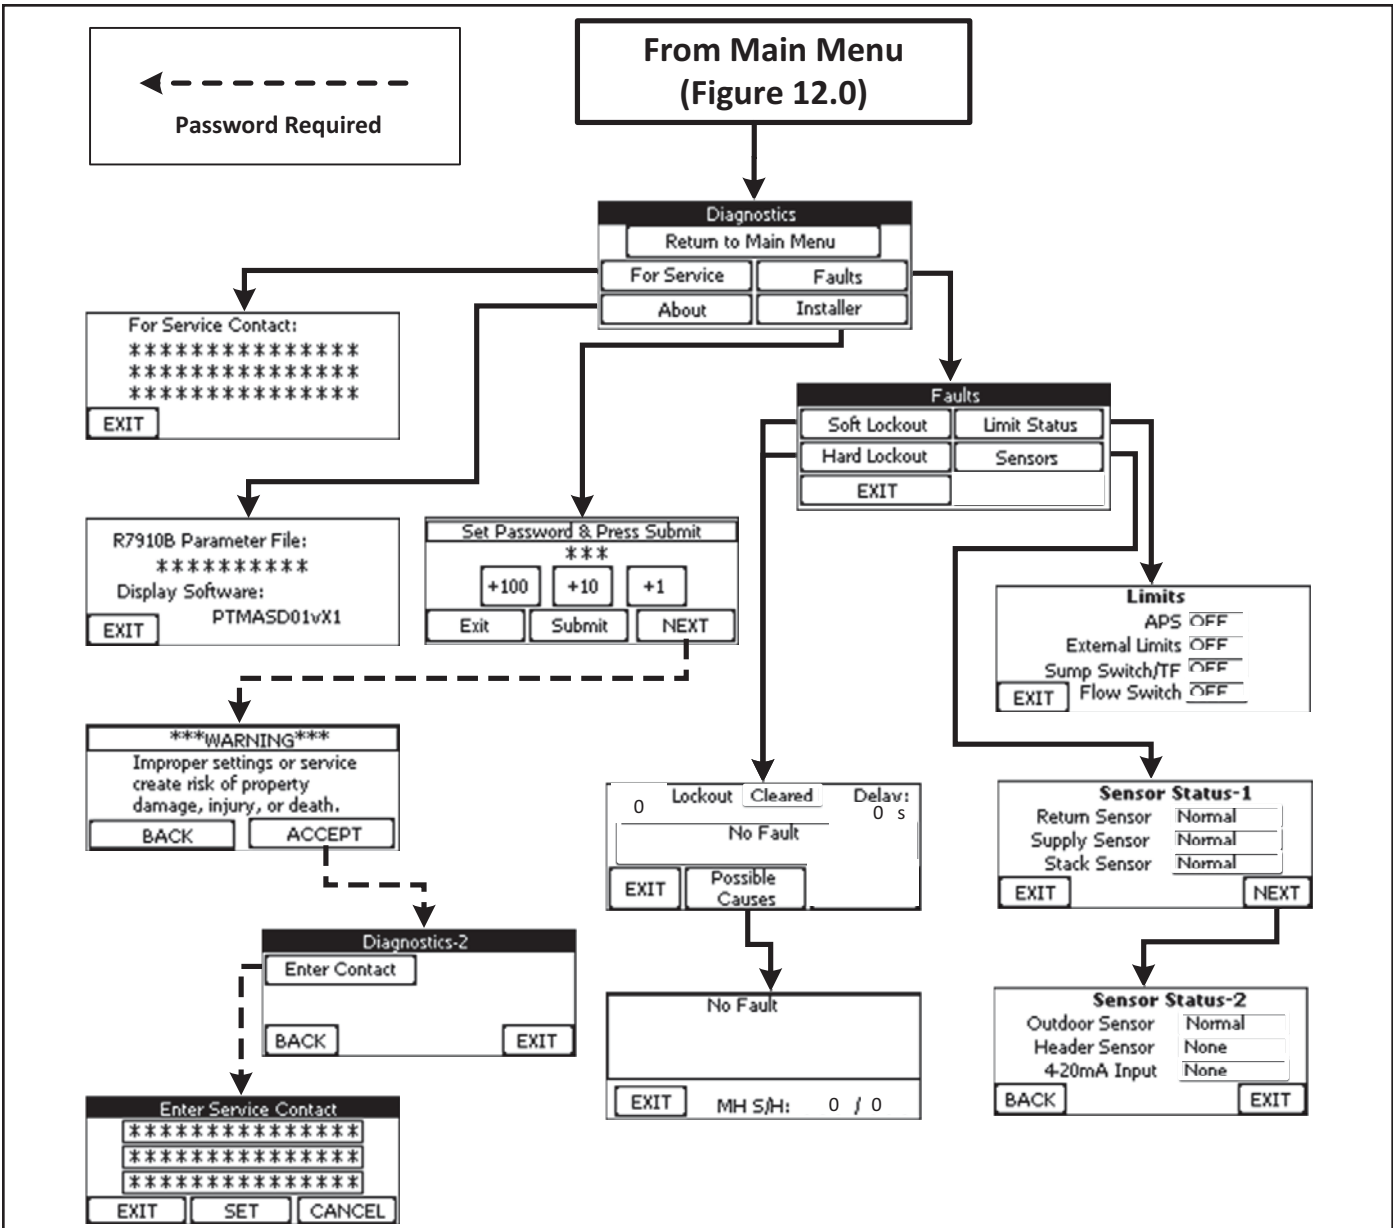 From Main Menu
(Figure 12.0)
Password Required
Diagnostics
Return to Main Menu
For Service
Faults
About
Installer
For Service Contact:
***************
***************
***************
EXIT
Faults
Soft Lockout
Limit Status
Hard Lockout
Sensors
EXIT
R7910B Parameter File:
**********
Display Software:
PTMASD01vX1
EXIT
Set Password & Press Submit
***
+100
+10
+1
Exit
Submit
NEXT
Limits
APS OFF
External Limits OFF
Sump Switch/TF OFF
Flow Switch OFF
EXIT
***WARNING***
Improper settings or service
create risk of property
damage, injury, or death.
BACK
ACCEPT
0
Lockout Cleared
Delay:
0 s
No Fault
EXIT
Possible
Causes
Sensor Status-1
Return Sensor Normal
Supply Sensor Normal
Stack Sensor Normal
EXIT
NEXT
Diagnostics-2
Enter Contact
BACK
EXIT
No Fault
EXIT
MH S/H: 0 / 0
Sensor Status-2
Outdoor Sensor Normal
Header Sensor None
4-20mA Input None
BACK
EXIT
Enter Service Contact
***************
***************
***************
EXIT
SET
CANCEL